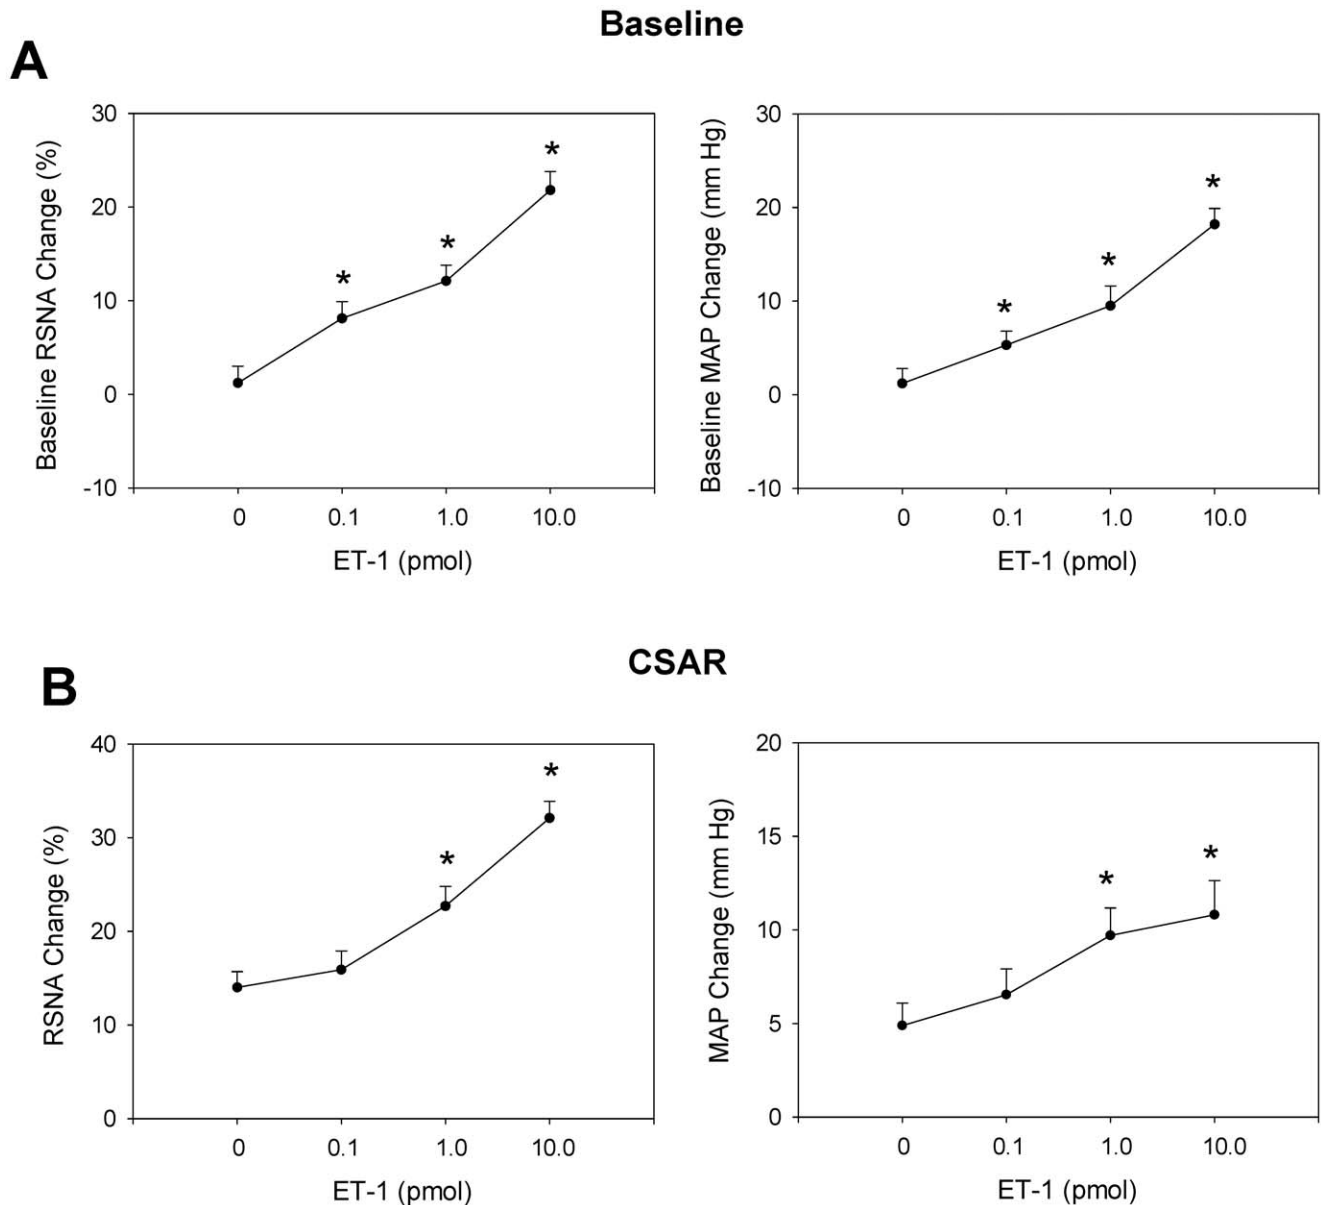 Baseline
A
Baseline RSNA Change (%)
30
20
10
0
-10
*
*
*
0 0.1 1.0 10.0
ET-1 (pmol)
Baseline MAP Change (mm Hg)
30
20
10
0
-10
*
*
*
0 0.1 1.0 10.0
ET-1 (pmol)
CSAR
B
RSNA Change (%)
40
30
20
10
0
*
*
0 0.1 1.0 10.0
ET-1 (pmol)
MAP Change (mm Hg)
20
15
10
5
0
*
*
0 0.1 1.0 10.0
ET-1 (pmol)